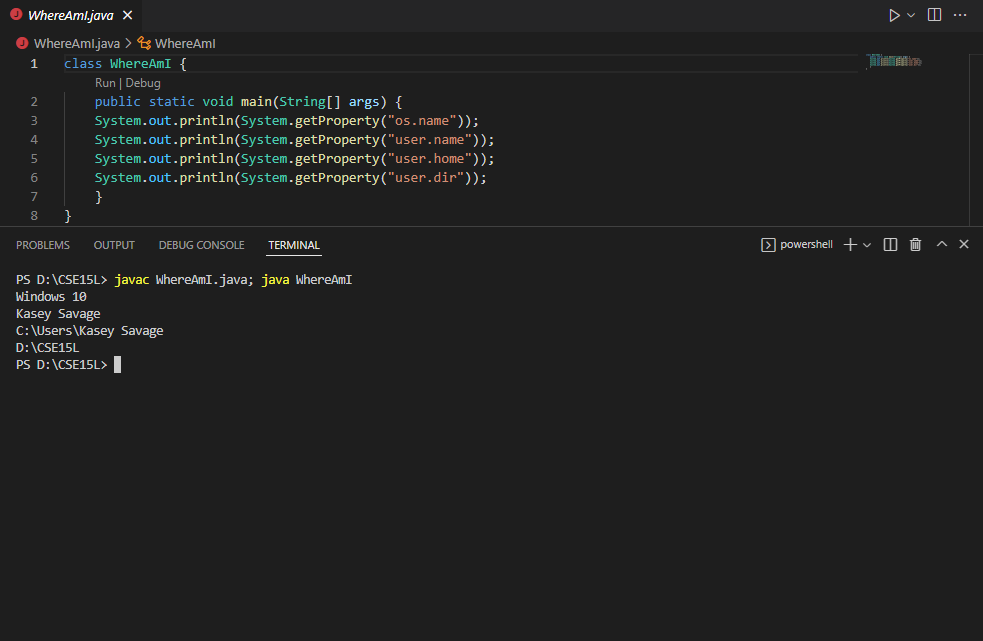 WhereAmI.java
WhereAmI.java > WhereAmI
1 class WhereAmI {
Run | Debug
2 public static void main(String[] args) {
3 System.out.println(System.getProperty("os.name"));
4 System.out.println(System.getProperty("user.name"));
5 System.out.println(System.getProperty("user.home"));
6 System.out.println(System.getProperty("user.dir"));
7 }
8 }
PROBLEMS OUTPUT DEBUG CONSOLE TERMINAL powershell
PS D:\CSE15L> javac WhereAmI.java; java WhereAmI
Windows 10
Kasey Savage
C:\Users\Kasey Savage
D:\CSE15L
PS D:\CSE15L>